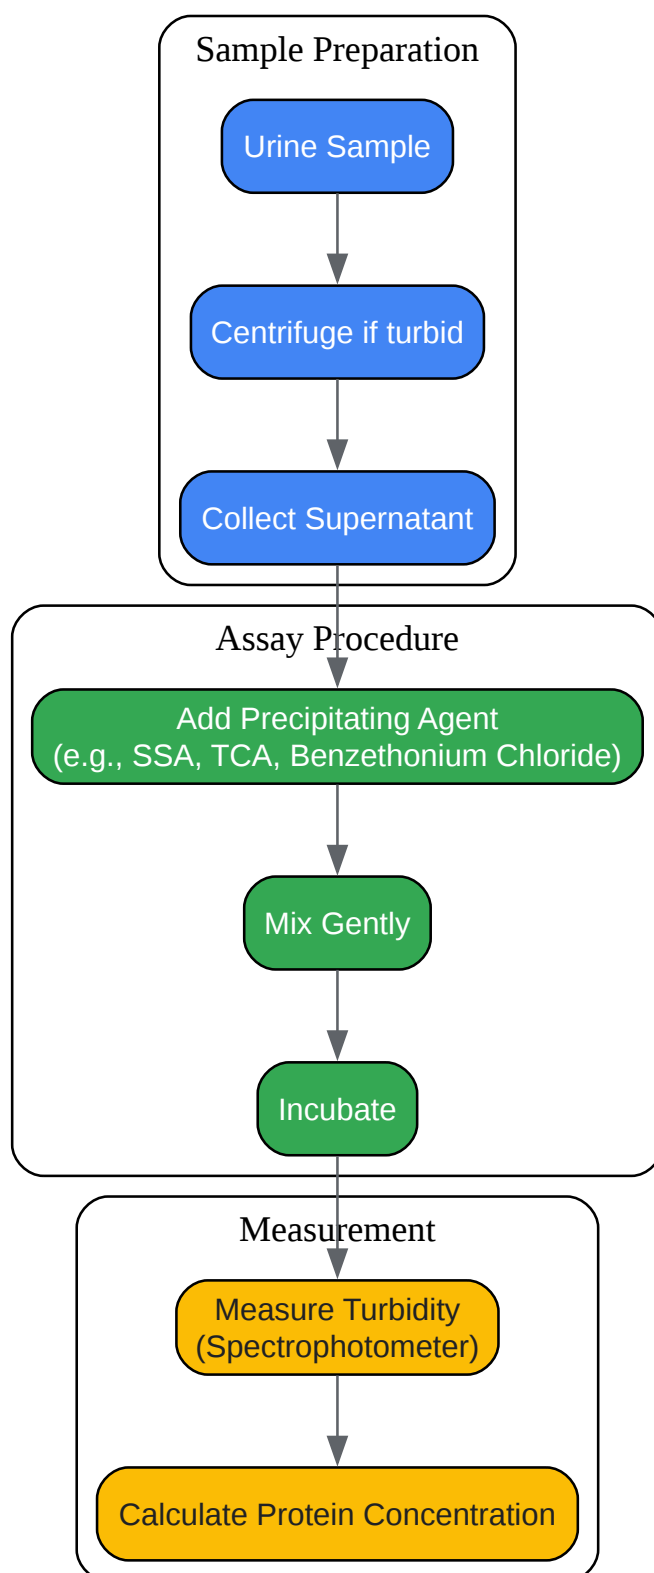 Sample Preparation
Urine Sample
Centrifuge if turbid
Collect Supernatant
Assay Procedure
Add Precipitating Agent
(e.g., SSA, TCA, Benzethonium Chloride)
Mix Gently
Incubate
Measurement
Measure Turbidity
(Spectrophotometer)
Calculate Protein Concentration